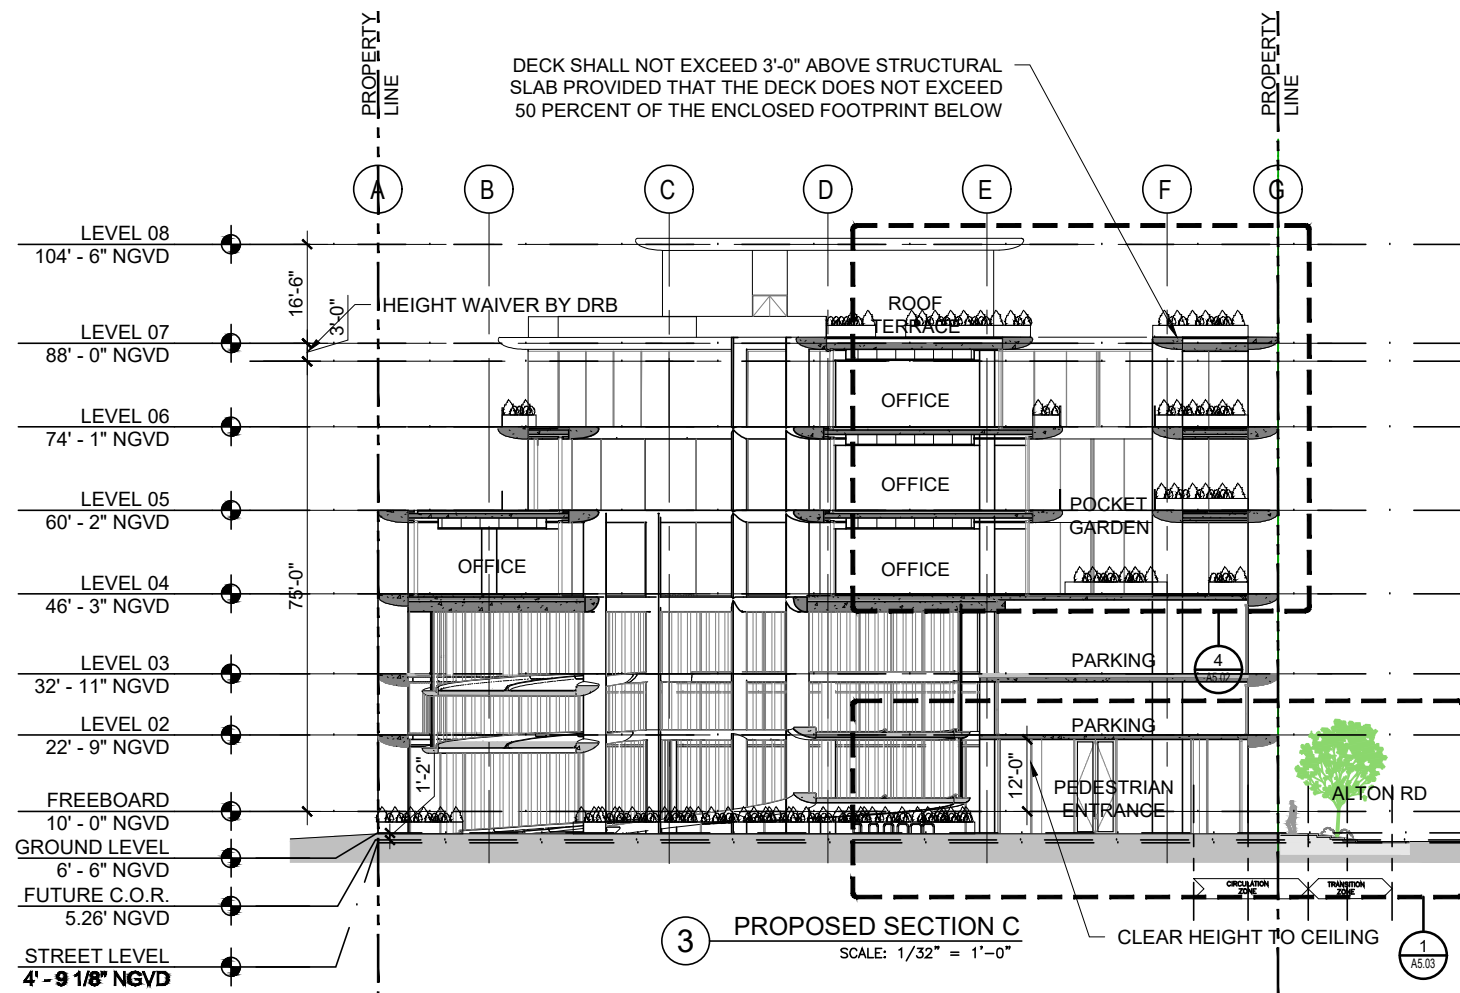 PROPERTY
LINE
PROPERTY
LINE
DECK SHALL NOT EXCEED 3'-0" ABOVE STRUCTURAL
SLAB PROVIDED THAT THE DECK DOES NOT EXCEED
50 PERCENT OF THE ENCLOSED FOOTPRINT BELOW
A
B
C
D
E
F
G
LEVEL 08
104' - 6" NGVD
16'-6"
3'-0"
HEIGHT WAIVER BY DRB
ROOF
TERRACE
LEVEL 07
88' - 0" NGVD
OFFICE
LEVEL 06
74' - 1" NGVD
OFFICE
LEVEL 05
60' - 2" NGVD
POCKET
GARDEN
OFFICE
OFFICE
75'-0"
LEVEL 04
46' - 3" NGVD
LEVEL 03
32' - 11" NGVD
PARKING
4
A5.02
LEVEL 02
22' - 9" NGVD
PARKING
1'-2"
12'-0"
PEDESTRIAN
ENTRANCE
ALTON RD
FREEBOARD
10' - 0" NGVD
GROUND LEVEL
6' - 6" NGVD
CIRCULATION
ZONE
TRANSITION
ZONE
FUTURE C.O.R.
5.26' NGVD
3
PROPOSED SECTION C
SCALE: 1/32" = 1'-0"
CLEAR HEIGHT TO CEILING
1
A5.03
STREET LEVEL
4' - 9 1/8" NGVD